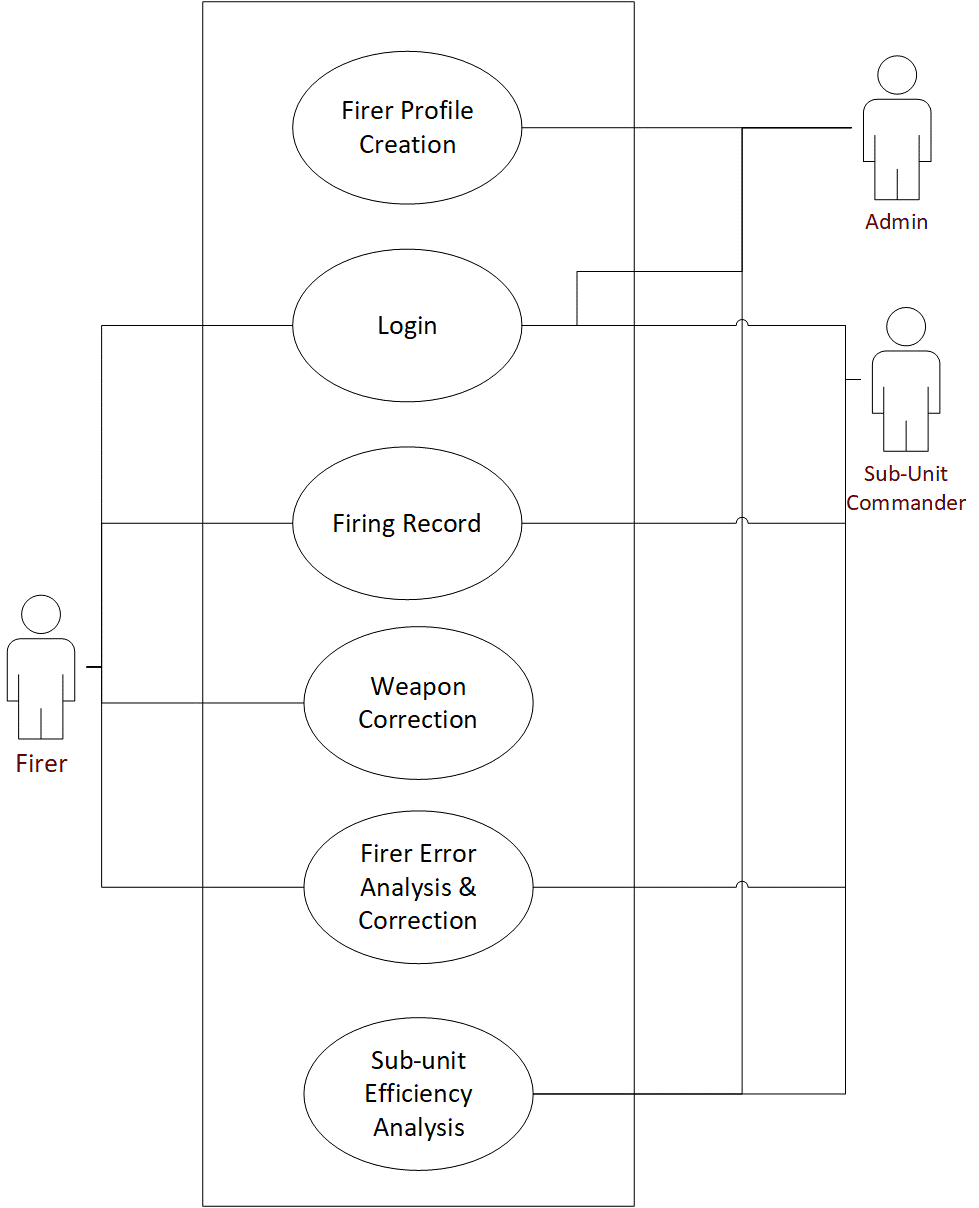 Firer Profile
Creation
Admin
Login
Sub-Unit
Commander
Firing Record
Weapon
Correction
Firer
Firer Error
Analysis &
Correction
Sub-unit
Efficiency
Analysis